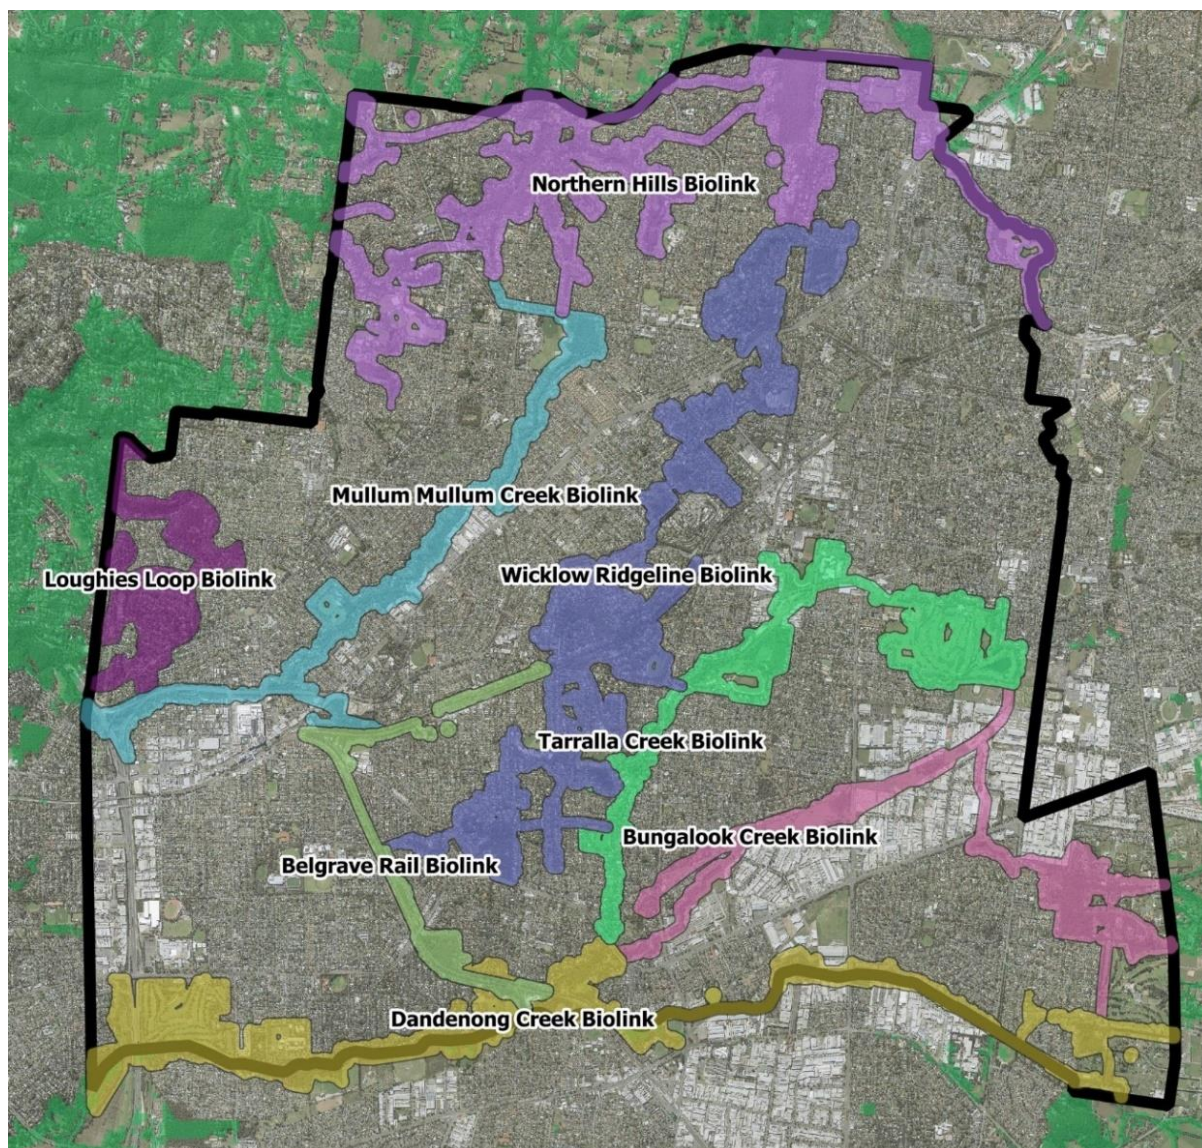 Northern Hills Biolink
Mullum Mullum Creek Biolink
Loughies Loop Biolink
Wicklow Ridgeline Biolink
Tarralla Creek Biolink
Bungalook Creek Biolink
Belgrave Rail Biolink
Dandenong Creek Biolink